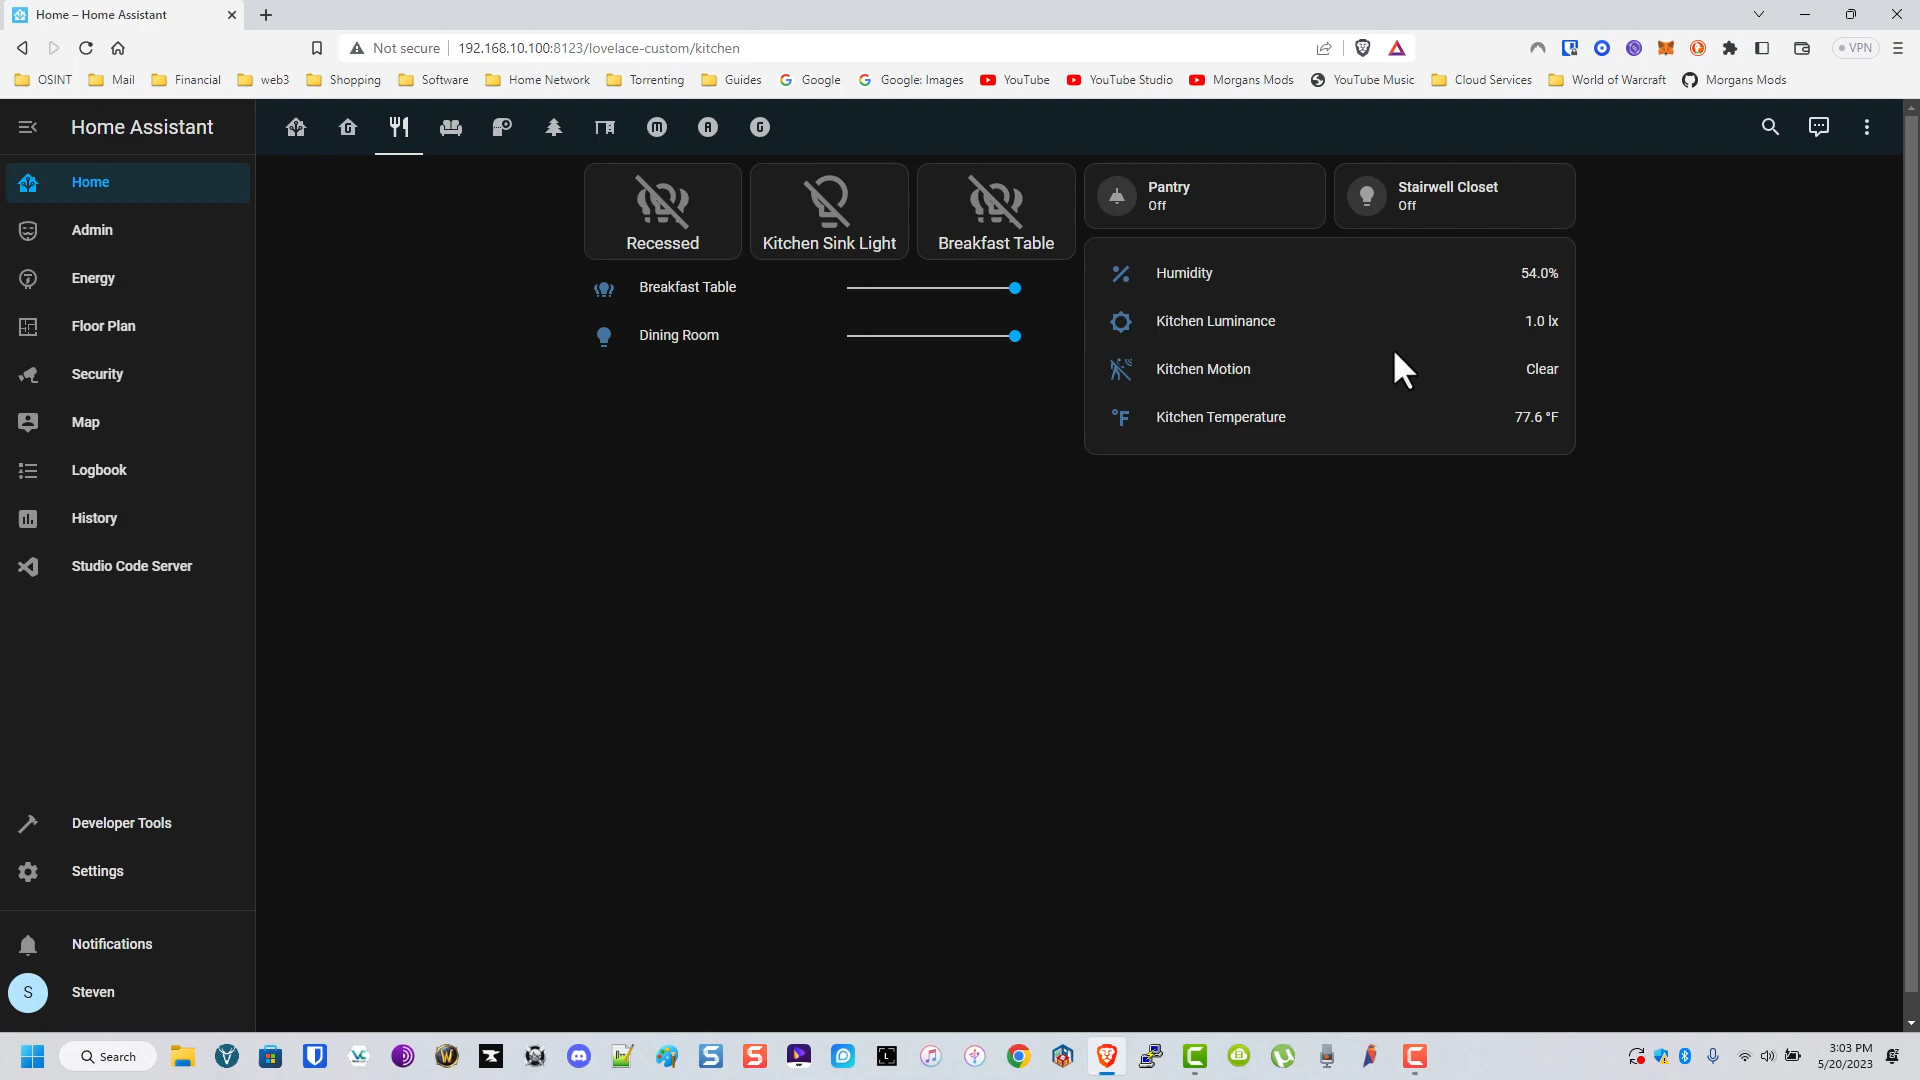 Home – Home Assistant
Not secure
192.168.10.100:8123/lovelace-custom/kitchen
VPN
OSINT
Mail
Financial
web3
Shopping
Software
Home Network
Torrenting
Guides
Google
Google: Images
YouTube
YouTube Studio
Morgans Mods
YouTube Music
Cloud Services
World of Warcraft
Morgans Mods
Home Assistant
Home
Admin
Energy
Floor Plan
Security
Map
Logbook
History
Studio Code Server
Developer Tools
Settings
Notifications
S
Steven
G
M
A
G
Recessed
Kitchen Sink Light
Breakfast Table
Breakfast Table
Dining Room
Pantry
Off
Stairwell Closet
Off
Humidity
54.0%
Kitchen Luminance
1.0 lx
Kitchen Motion
Clear
°F
Kitchen Temperature
77.6 °F
Search
3:03 PM
5/20/2023